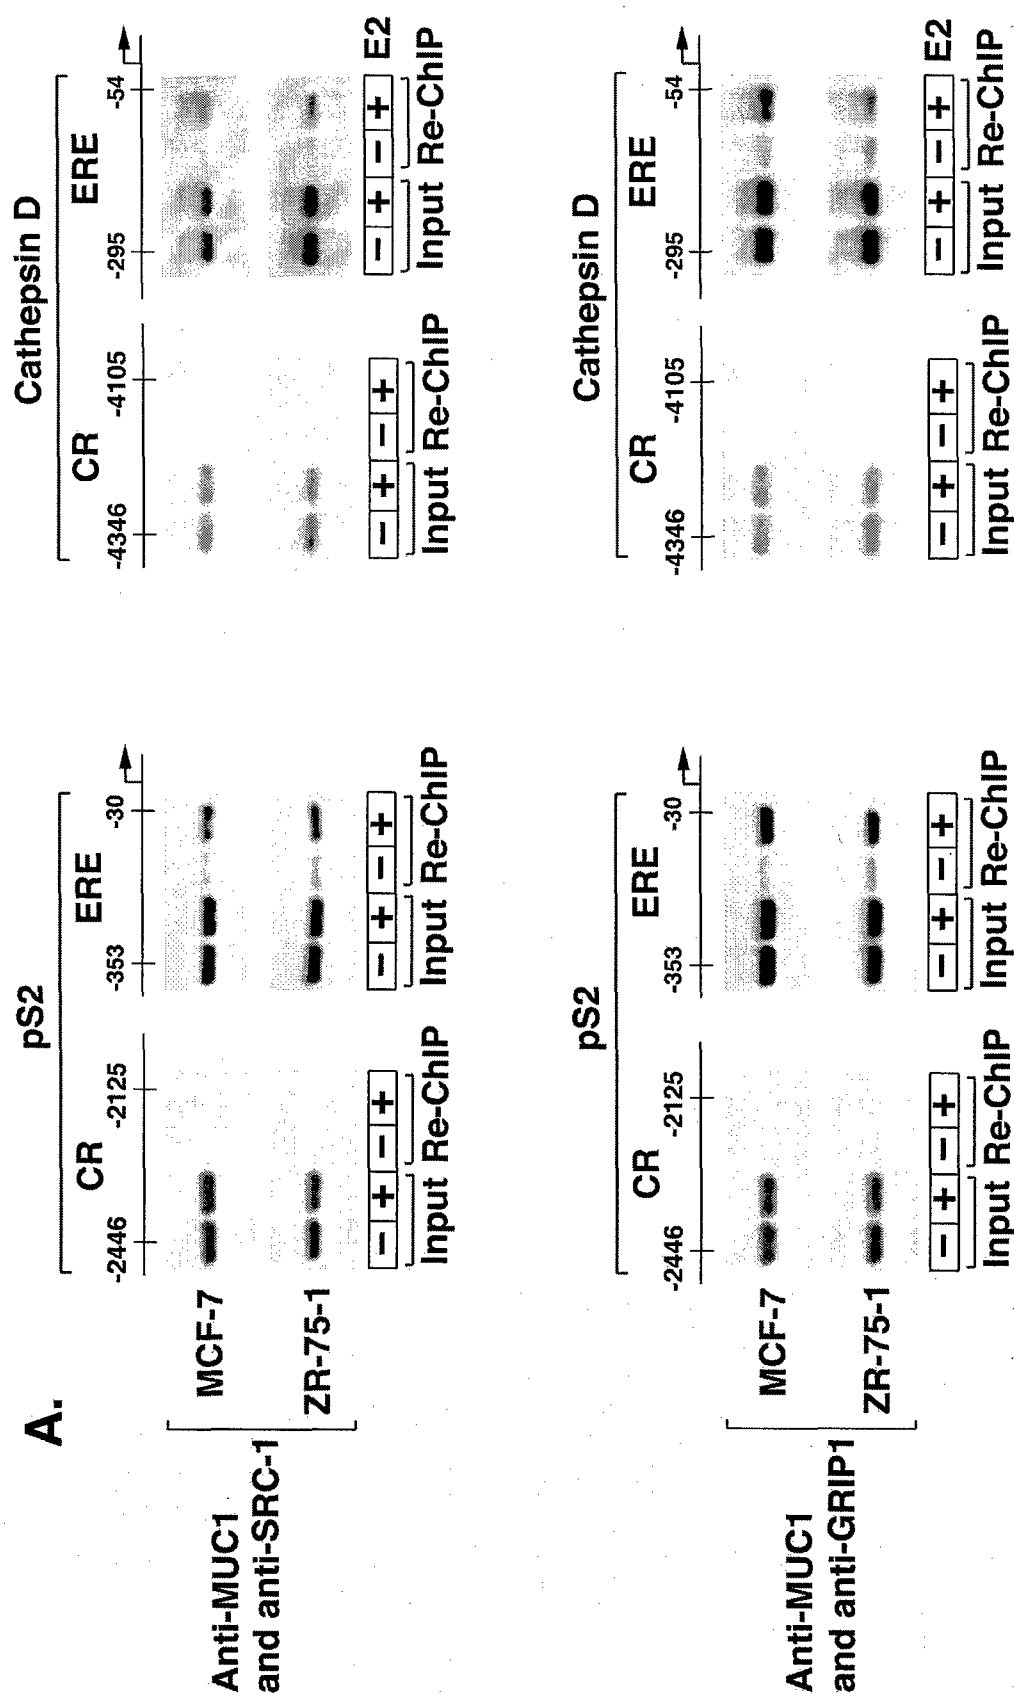 A.
pS2
Cathepsin D
CR
ERE
CR
ERE
-2446
-2125
-353
-30
-4346
-4105
-295
-54
Anti-MUC1
and anti-SRC-1
MCF-7
ZR-75-1
− + − +
− + − +
− + − +
− + − +
E2
Input Re-ChIP
Input Re-ChIP
Input Re-ChIP
Input Re-ChIP
pS2
Cathepsin D
CR
ERE
CR
ERE
-2446
-2125
-353
-30
-4346
-4105
-295
-54
Anti-MUC1
and anti-GRIP1
MCF-7
ZR-75-1
− + − +
− + − +
− + − +
− + − +
E2
Input Re-ChIP
Input Re-ChIP
Input Re-ChIP
Input Re-ChIP